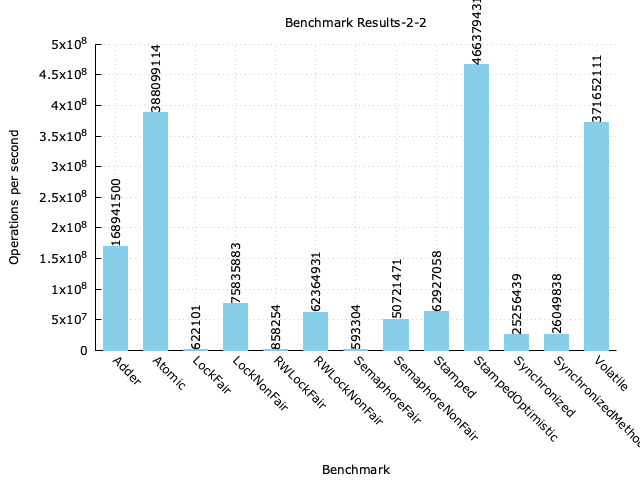 Benchmark Results-2-2
Operations per second
5x10⁸
4.5x10⁸
4x10⁸
3.5x10⁸
3x10⁸
2.5x10⁸
2x10⁸
1.5x10⁸
1x10⁸
5x10⁷
0
168941500
388099114
622101
75835883
858254
62364931
593304
50721471
62927058
466379431
25256439
26049838
371652111
Adder
Atomic
LockFair
LockNonFair
RWLockFair
RWLockNonFair
SemaphoreFair
SemaphoreNonFair
Stamped
StampedOptimistic
Synchronized
SynchronizedMetho
Volatile
Benchmark